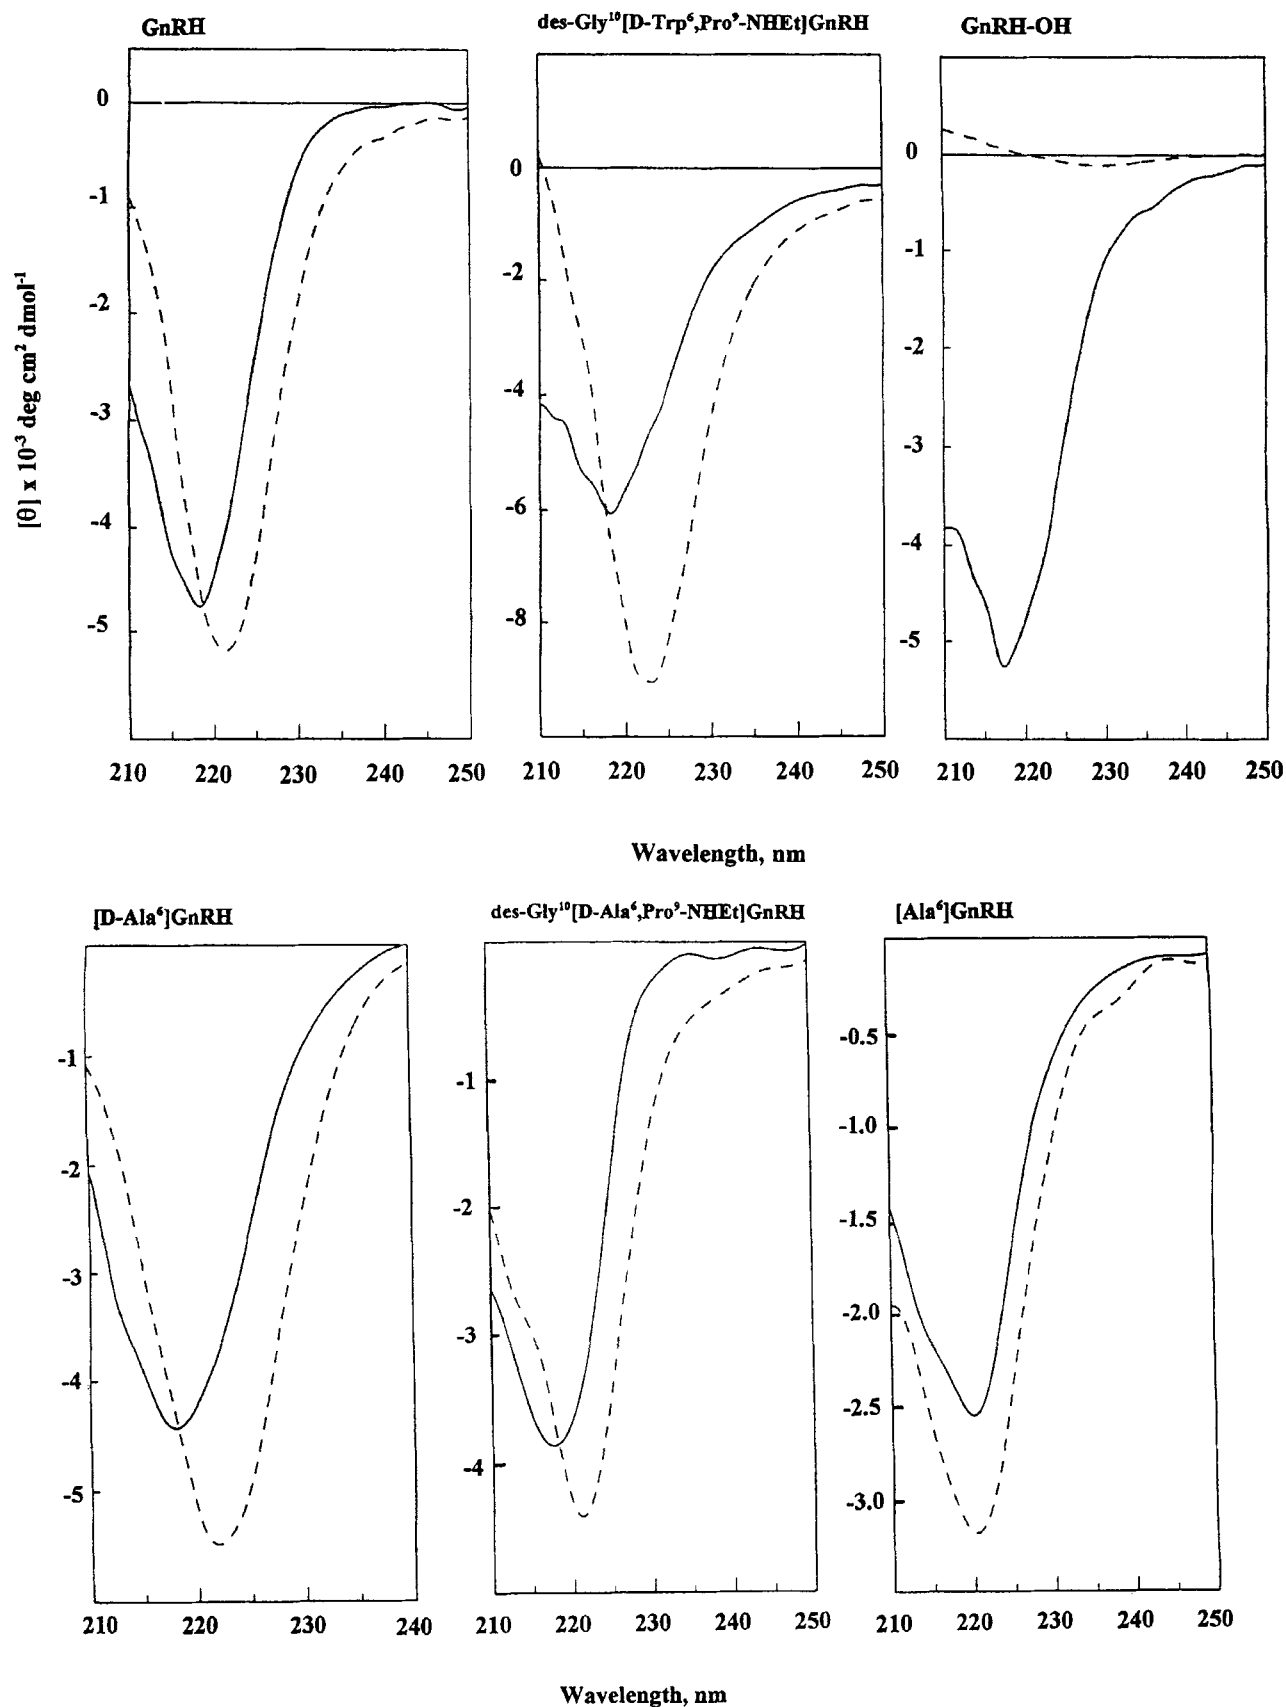 GnRH
des-Gly¹⁰[D-Trp⁶,Pro⁹-NHEt]GnRH
GnRH-OH
[θ] x 10⁻³ deg cm² dmol⁻¹
0
-1
-2
-3
-4
-5
0
-2
-4
-6
-8
0
-1
-2
-3
-4
-5
210 220 230 240 250
210 220 230 240 250
210 220 230 240 250
Wavelength, nm
[D-Ala⁶]GnRH
des-Gly¹⁰[D-Ala⁶,Pro⁹-NHEt]GnRH
[Ala⁶]GnRH
-1
-2
-3
-4
-5
-1
-2
-3
-4
-0.5
-1.0
-1.5
-2.0
-2.5
-3.0
210 220 230 240
210 220 230 240 250
210 220 230 240 250
Wavelength, nm